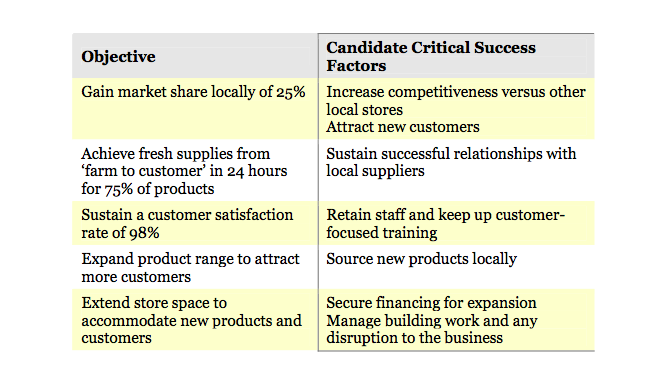 Objective
Candidate Critical Success
Factors
Gain market share locally of 25%
Increase competitiveness versus other
local stores
Attract new customers
Achieve fresh supplies from
‘farm to customer’ in 24 hours
for 75% of products
Sustain successful relationships with
local suppliers
Sustain a customer satisfaction
rate of 98%
Retain staff and keep up customer-
focused training
Expand product range to attract
more customers
Source new products locally
Extend store space to
accommodate new products and
customers
Secure financing for expansion
Manage building work and any
disruption to the business